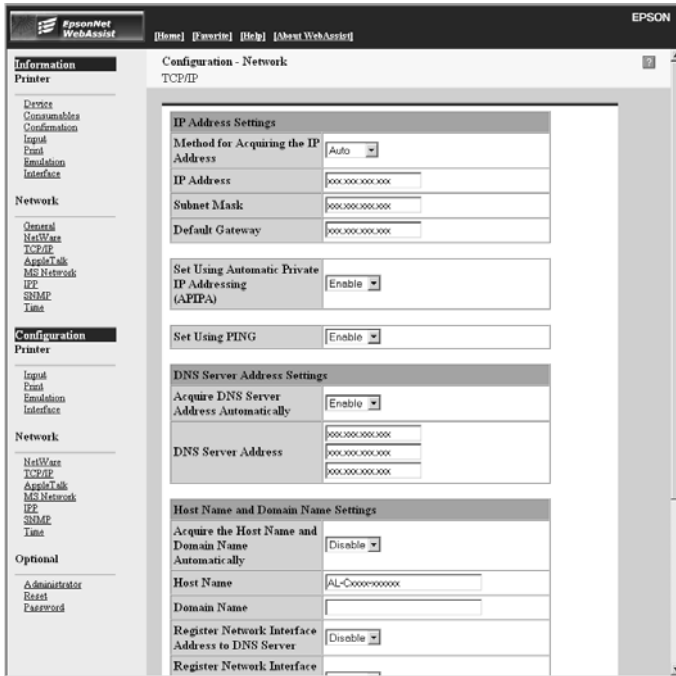 EpsonNet
WebAssist
[Home] [Favorite] [Help] [About WebAssist]
EPSON
Information
Printer
Device
Consumables
Confirmation
Input
Print
Emulation
Interface
Network
General
NetWare
TCP/IP
AppleTalk
MS Network
IPP
SNMP
Time
Configuration
Printer
Input
Print
Emulation
Interface
Network
NetWare
TCP/IP
AppleTalk
MS Network
IPP
SNMP
Time
Optional
Administrator
Reset
Password
Configuration - Network
?
TCP/IP
IP Address Settings
Method for Acquiring the IP
Address
Auto
IP Address
xxx.xxx.xxx.xxx
Subnet Mask
xxx.xxx.xxx.xxx
Default Gateway
xxx.xxx.xxx.xxx
Set Using Automatic Private
IP Addressing
(APIPA)
Enable
Set Using PING
Enable
DNS Server Address Settings
Acquire DNS Server
Address Automatically
Enable
DNS Server Address
xxx.xxx.xxx.xxx
xxx.xxx.xxx.xxx
xxx.xxx.xxx.xxx
Host Name and Domain Name Settings
Acquire the Host Name and
Domain Name
Automatically
Disable
Host Name
AL-Cxxxx-xxxxxx
Domain Name
Register Network Interface
Address to DNS Server
Disable
Register Network Interface